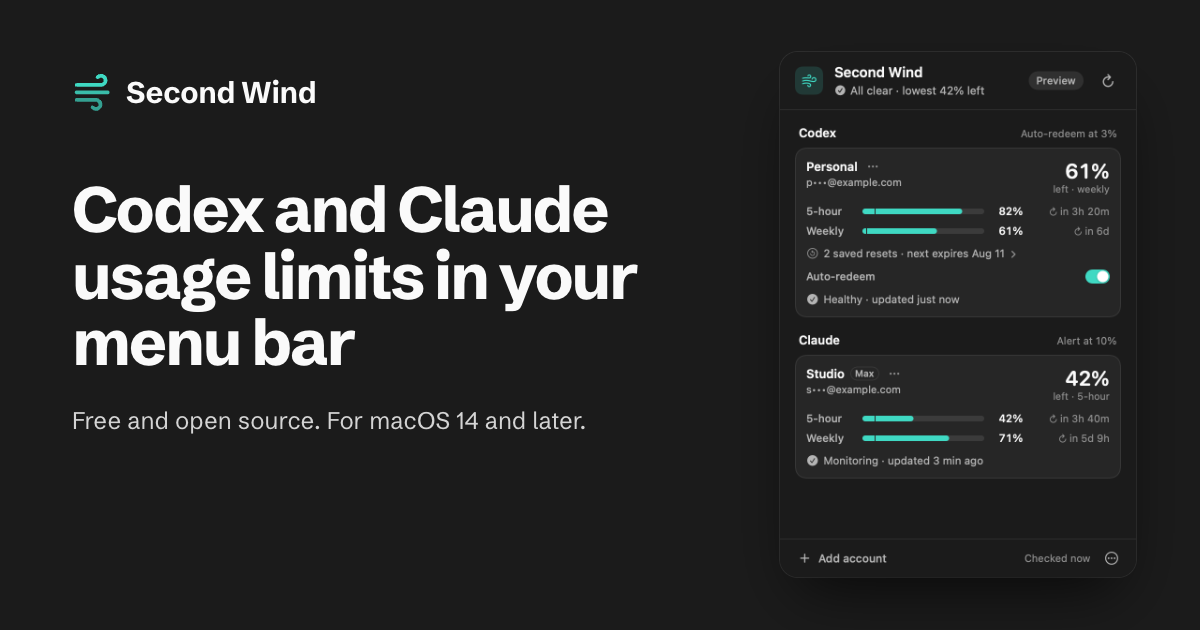 Second Wind
Codex and Claude
usage limits in your
menu bar
Free and open source. For macOS 14 and later.
Second Wind
All clear · lowest 42% left
Preview
Codex
Auto-redeem at 3%
Personal ···
61%
p•••@example.com
left · weekly
5-hour 82% in 3h 20m
Weekly 61% in 6d
2 saved resets · next expires Aug 11 >
Auto-redeem
Healthy · updated just now
Claude
Alert at 10%
Studio Max ···
42%
s•••@example.com
left · 5-hour
5-hour 42% in 3h 40m
Weekly 71% in 5d 9h
Monitoring · updated 3 min ago
+ Add account
Checked now